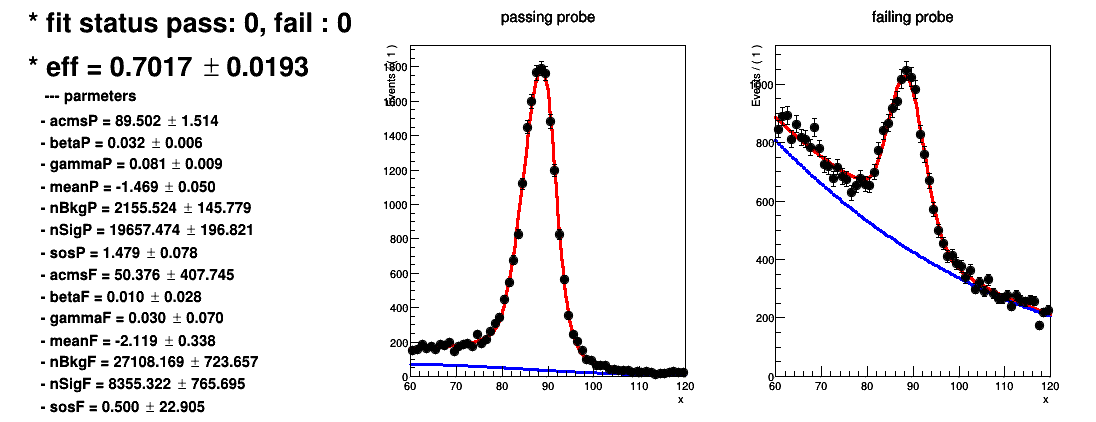 * fit status pass: 0, fail : 0
* eff = 0.7017 ± 0.0193
--- parmeters
- acmsP = 89.502 ± 1.514
- betaP = 0.032 ± 0.006
- gammaP = 0.081 ± 0.009
- meanP = -1.469 ± 0.050
- nBkgP = 2155.524 ± 145.779
- nSigP = 19657.474 ± 196.821
- sosP = 1.479 ± 0.078
- acmsF = 50.376 ± 407.745
- betaF = 0.010 ± 0.028
- gammaF = 0.030 ± 0.070
- meanF = -2.119 ± 0.338
- nBkgF = 27108.169 ± 723.657
- nSigF = 8355.322 ± 765.695
- sosF = 0.500 ± 22.905
passing probe
Events / ( 1 )
1800
1600
1400
1200
1000
800
600
400
200
0
60 70 80 90 100 110 120
x
failing probe
Events / ( 1 )
1000
800
600
400
200
0
60 70 80 90 100 110 120
x